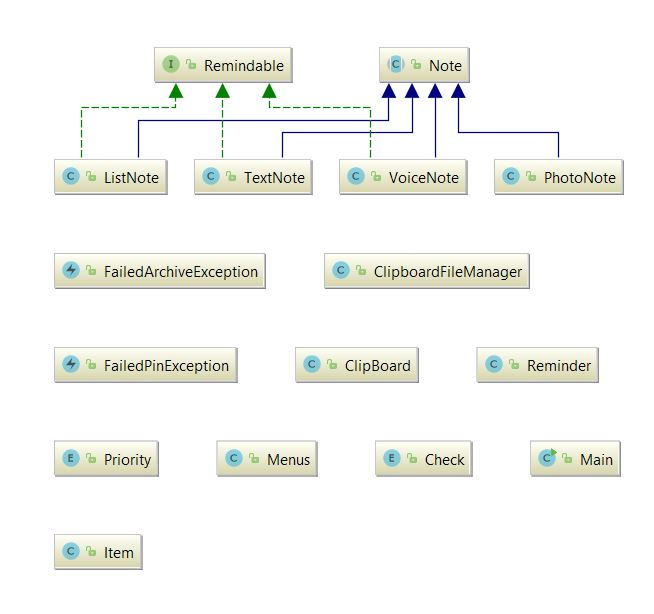 I Remindable C Note
C ListNote C TextNote C VoiceNote C PhotoNote
FailedArchiveException C ClipboardFileManager
FailedPinException C ClipBoard C Reminder
E Priority C Menus E Check C Main
C Item